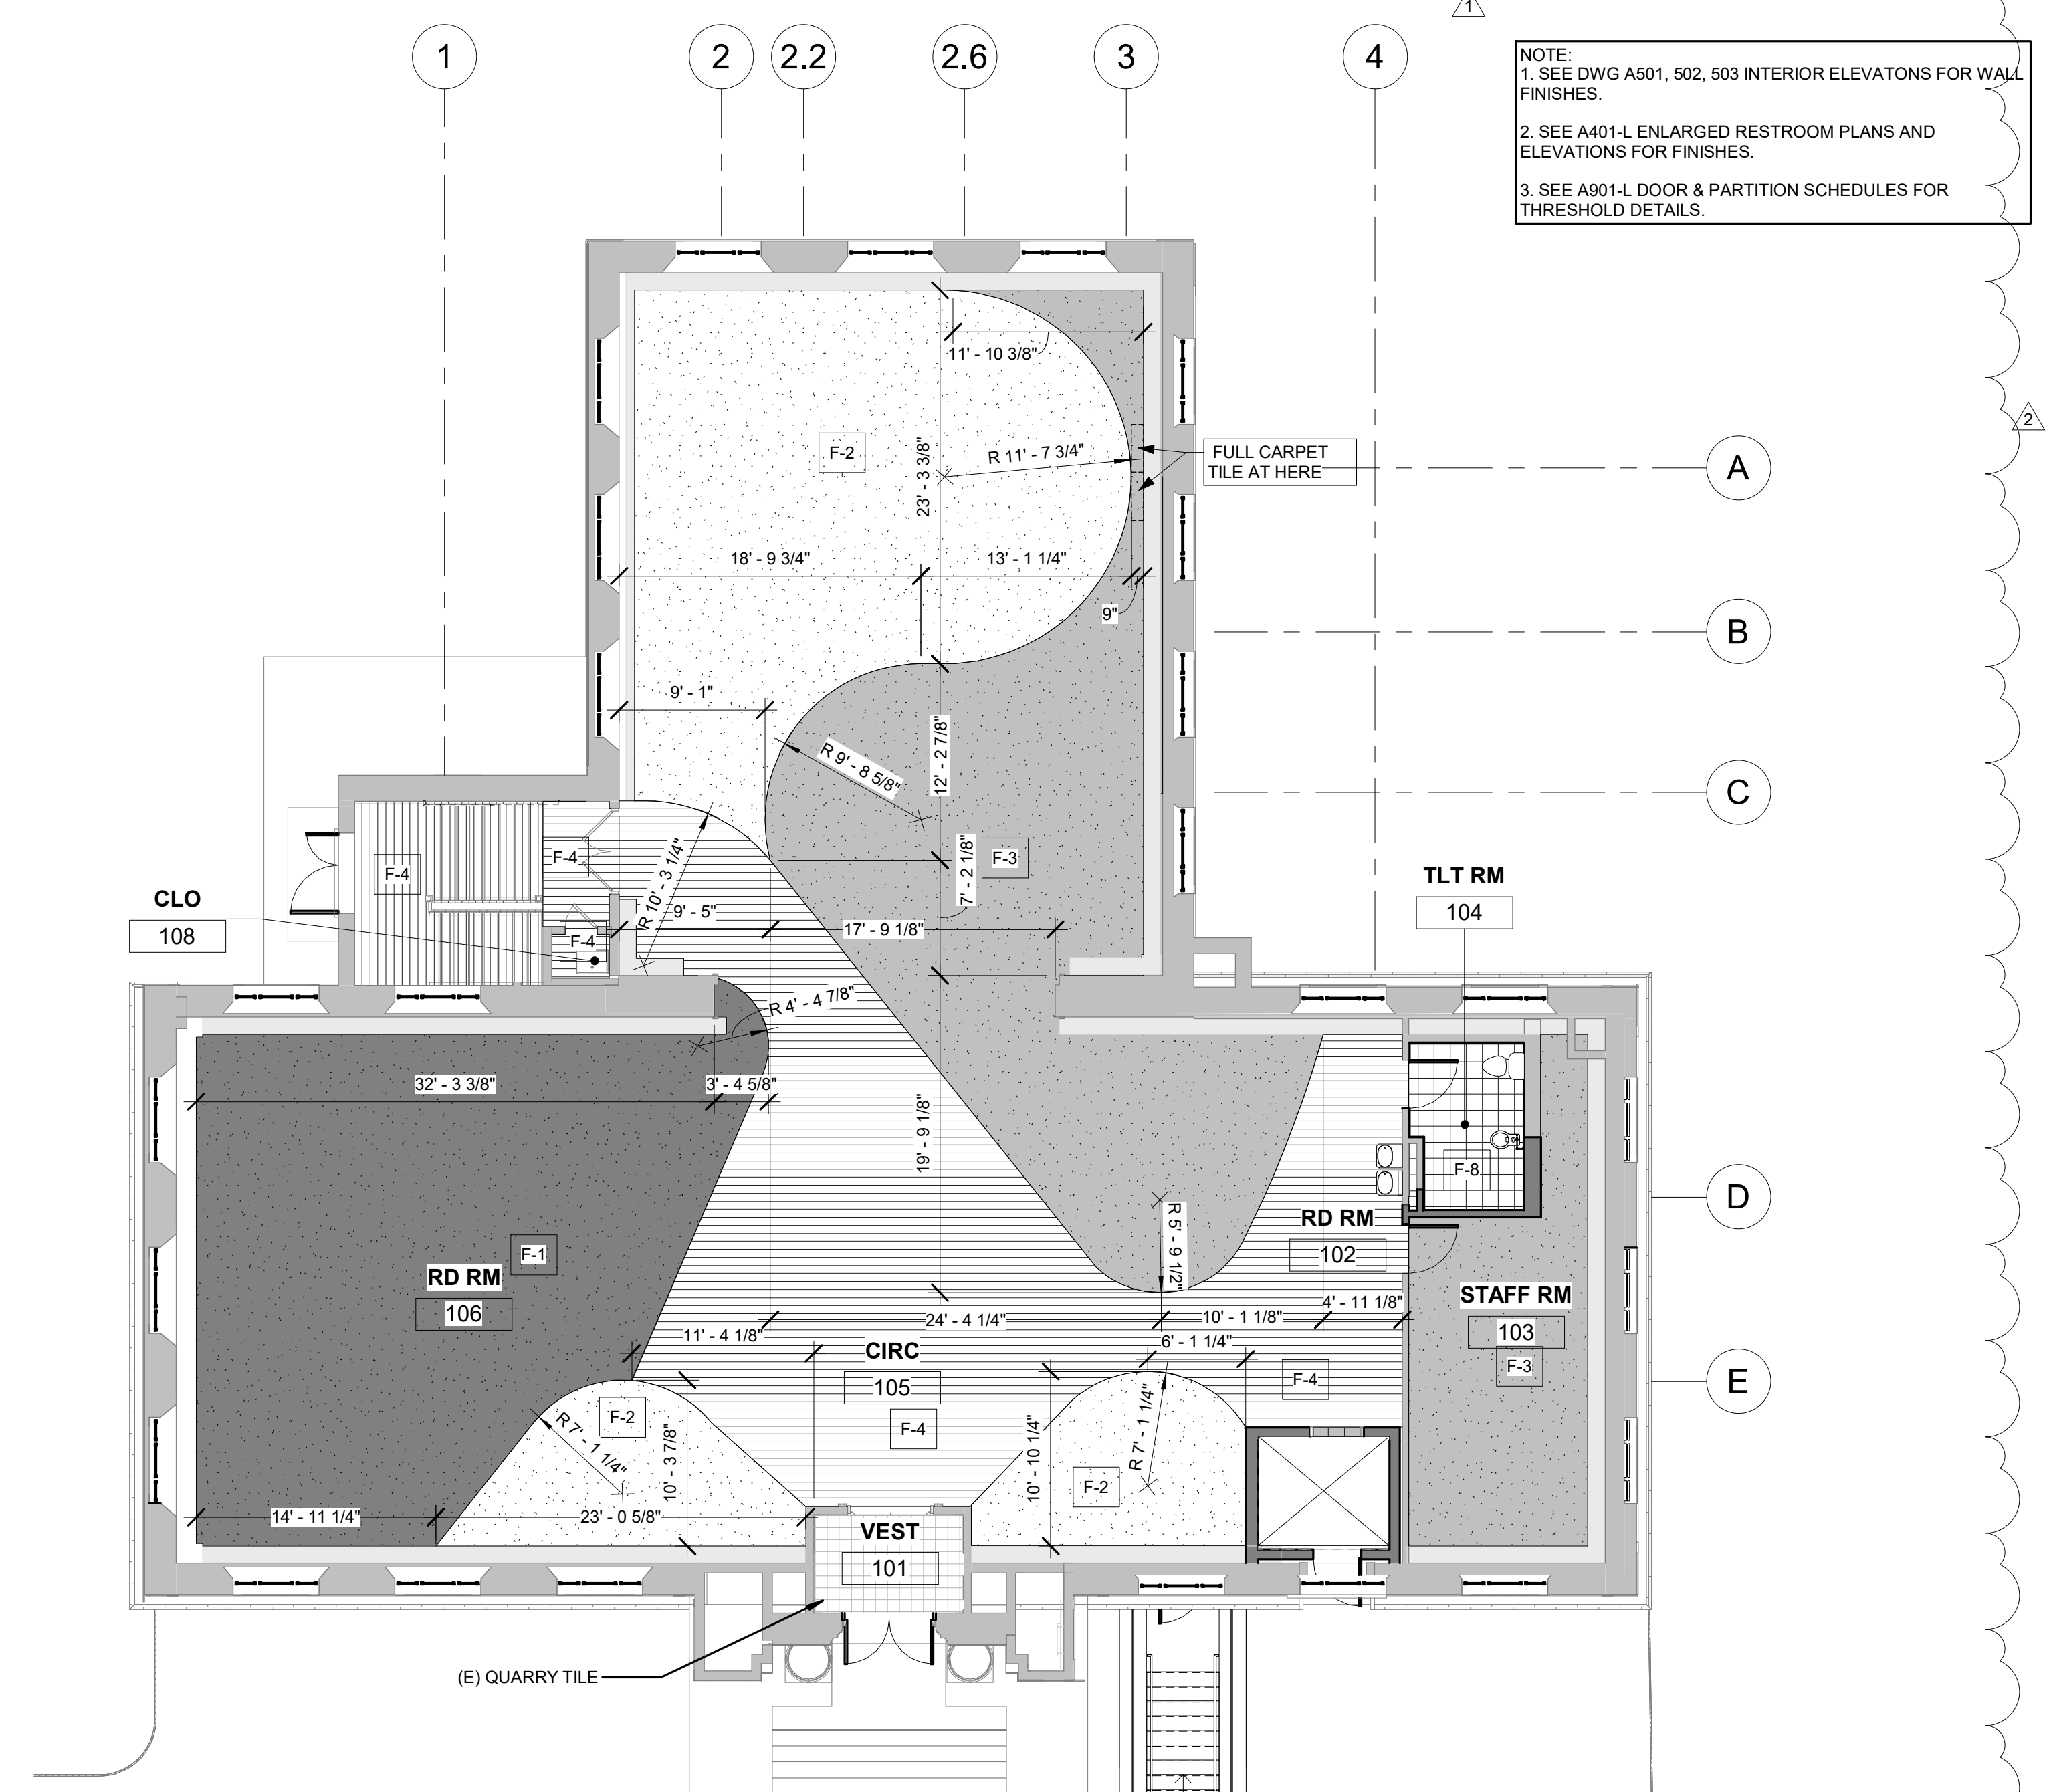 1
1
2
2.2
2.6
3
4
NOTE:
1. SEE DWG A501, 502, 503 INTERIOR ELEVATONS FOR WALL
FINISHES.
2. SEE A401-L ENLARGED RESTROOM PLANS AND
ELEVATIONS FOR FINISHES.
3. SEE A901-L DOOR & PARTITION SCHEDULES FOR
THRESHOLD DETAILS.
2
11' - 10 3/8"
F-2
23' - 3 3/8"
R 11' - 7 3/4"
FULL CARPET
TILE AT HERE
A
18' - 9 3/4"
13' - 1 1/4"
9"
B
9' - 1"
R 9' - 8 5/8"
12' - 2 7/8"
C
F-4
F-4
R 10' - 3 1/4"
7' - 2 1/8"
F-3
TLT RM
104
CLO
108
9' - 5"
17' - 9 1/8"
F-4
R 4' - 4 7/8"
32' - 3 3/8"
3' - 4 5/8"
19' - 9 1/8"
F-8
D
R 5' - 9 1/2"
RD RM
102
F-1
RD RM
106
STAFF RM
103
F-3
4' - 11 1/8"
24' - 4 1/4"
10' - 1 1/8"
11' - 4 1/8"
6' - 1 1/4"
CIRC
105
F-4
F-4
E
F-2
R 7' - 1 1/4"
10' - 3 7/8"
10' - 10 1/4"
R 7' - 1 1/4"
F-2
14' - 11 1/4"
23' - 0 5/8"
VEST
101
(E) QUARRY TILE